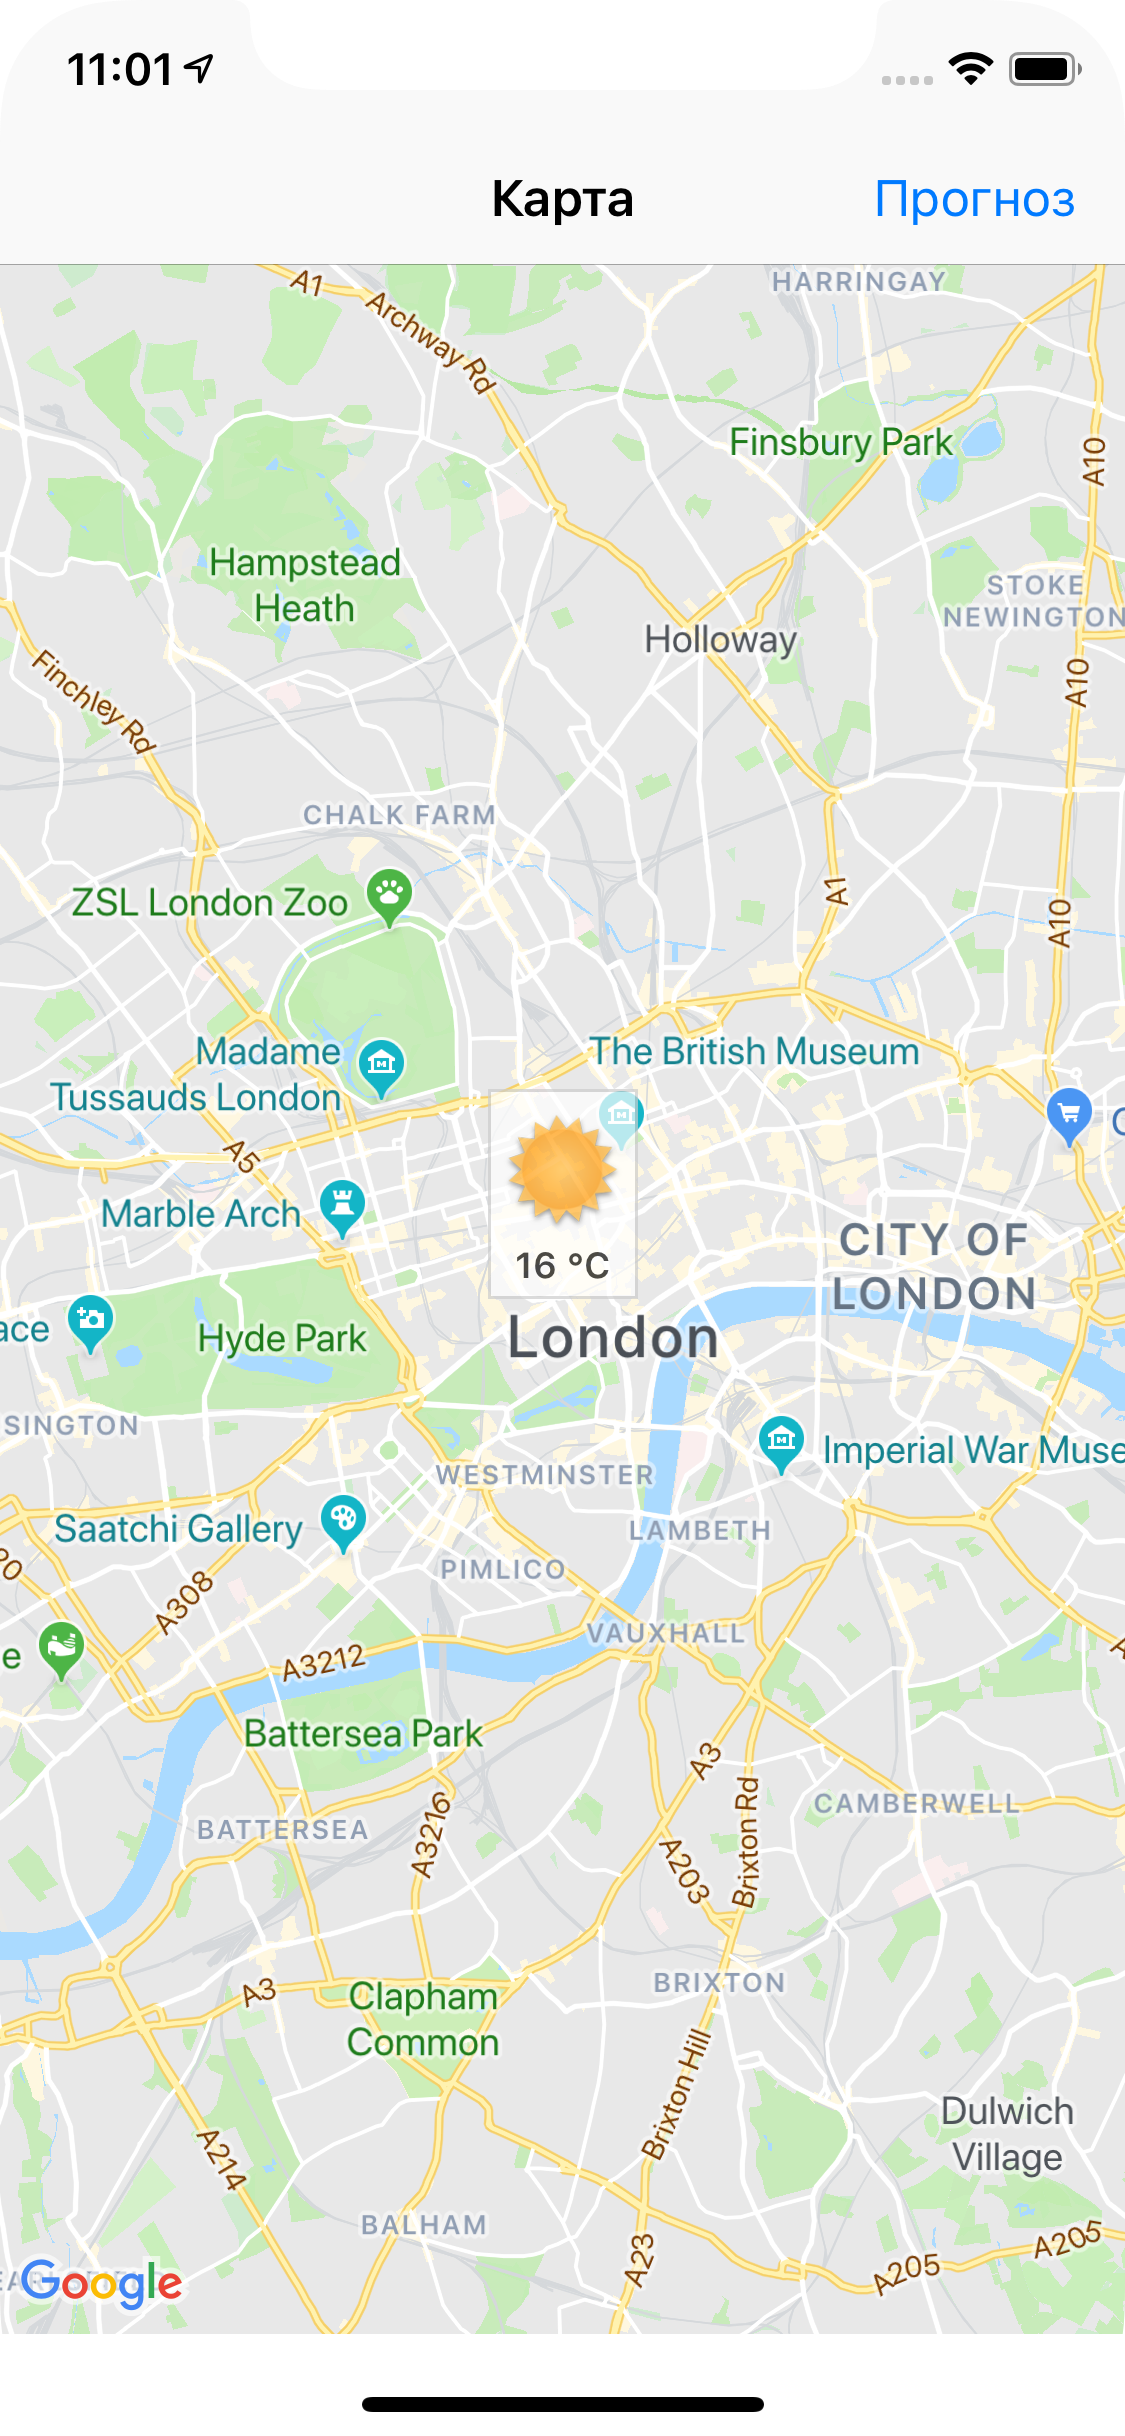 11:01
Карта
Прогноз
A1
HARRINGAY
Archway Rd
Finsbury Park
A10
Hampstead
Heath
STOKE
NEWINGTON
Holloway
Finchley Rd
A10
CHALK FARM
ZSL London Zoo
A1
A10
Madame
Tussauds London
The British Museum
A5
Marble Arch
16 °C
CITY OF
LONDON
ace
Hyde Park
London
SINGTON
WESTMINSTER
Imperial War Muse
Saatchi Gallery
LAMBETH
PIMLICO
A308
VAUXHALL
e
A3212
Battersea Park
A3
Brixton Rd
CAMBERWELL
BATTERSEA
A3216
A203
BRIXTON
A3
Clapham
Common
Brixton Hill
Dulwich
Village
A214
BALHAM
A23
A205
A205
Google